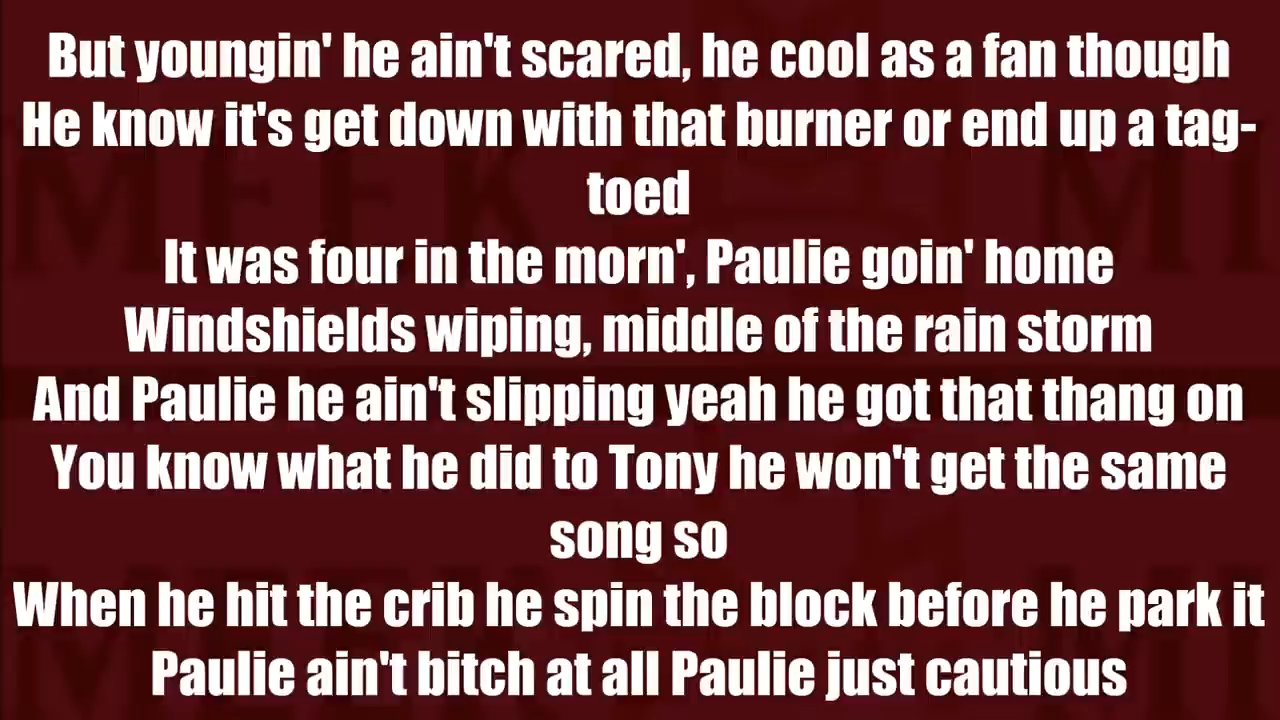 But youngin' he ain't scared, he cool as a fan though
He know it's get down with that burner or end up a tag-
toed
It was four in the morn', Paulie goin' home
Windshields wiping, middle of the rain storm
And Paulie he ain't slipping yeah he got that thang on
You know what he did to Tony he won't get the same
song so
When he hit the crib he spin the block before he park it
Paulie ain't bitch at all Paulie just cautious
MEEK MI
MEEK MI